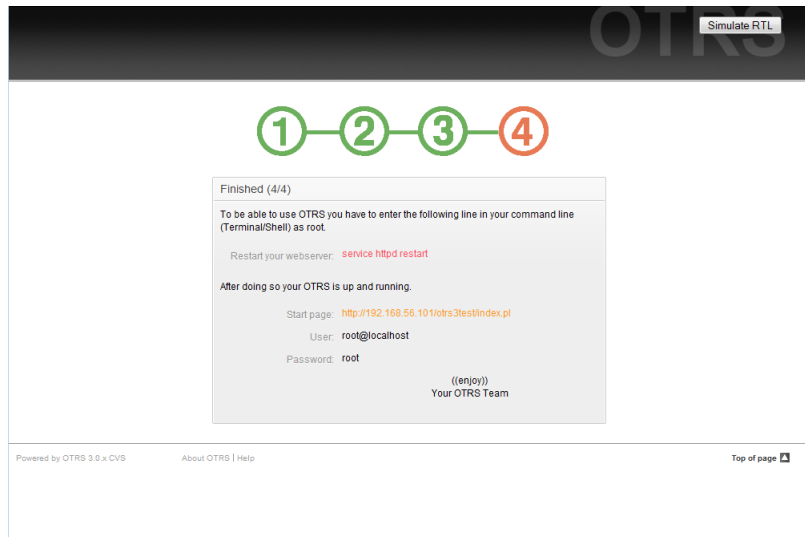 OTRS
Simulate RTL
1 2 3 4
Finished (4/4)
To be able to use OTRS you have to enter the following line in your command line
(Terminal/Shell) as root.
Restart your webserver: service httpd restart
After doing so your OTRS is up and running.
Start page: http://192.168.56.101/otrs3test/index.pl
User: root@localhost
Password: root
((enjoy))
Your OTRS Team
Powered by OTRS 3.0.x CVS About OTRS | Help Top of page